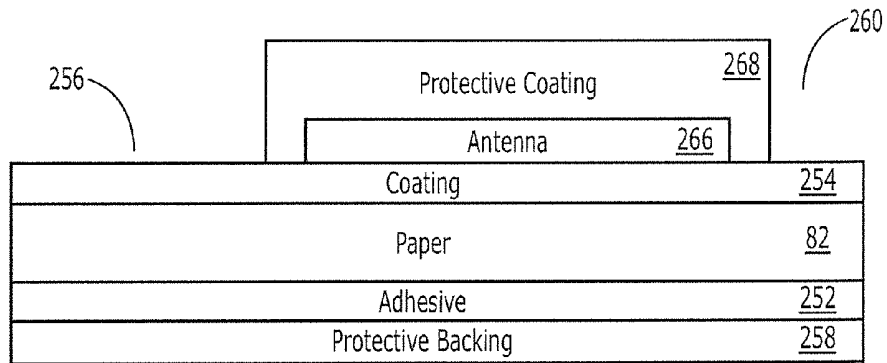 260
256
Protective Coating 268
Antenna 266
Coating 254
Paper 82
Adhesive 252
Protective Backing 258